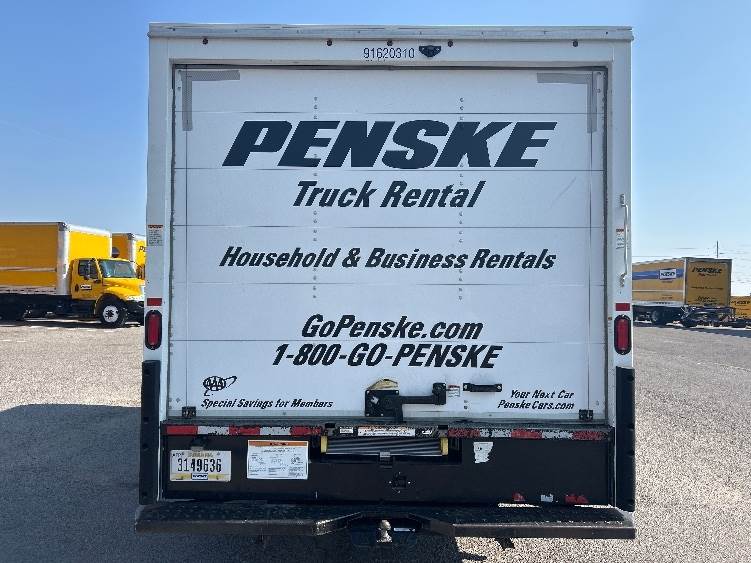 91620310
PENSKE
Truck Rental
Household & Business Rentals
GoPenske.com
1-800-GO-PENSKE
AAA
Special Savings for Members
Your Next Car
PenskeCars.com
3149636
PENSKE